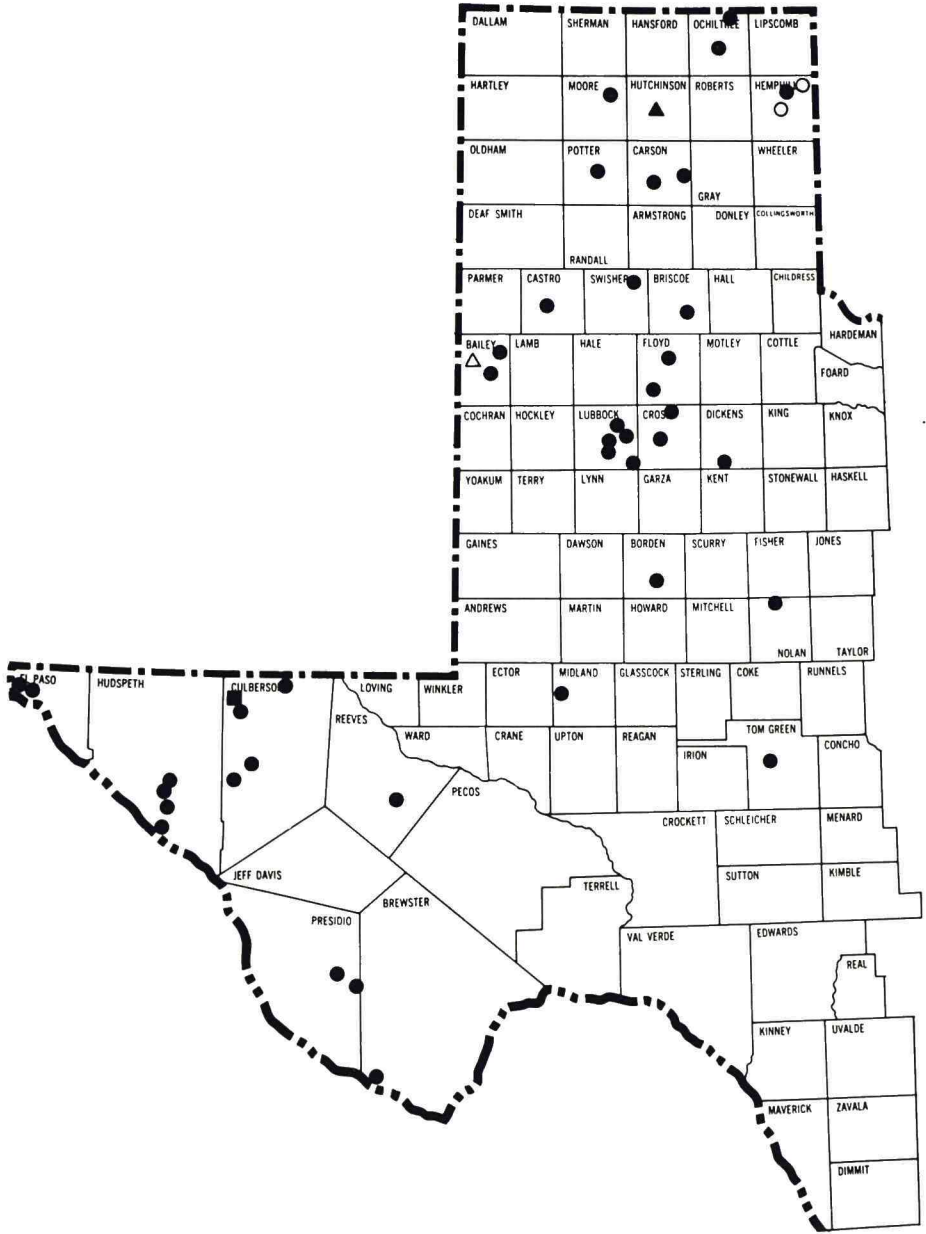 DALLAM SHERMAN HANSFORD OCHILTREE LIPSCOMB
HARTLEY MOORE HUTCHINSON ROBERTS HEMPHILL
OLDHAM POTTER CARSON WHEELER
GRAY
DEAF SMITH ARMSTRONG DONLEY COLLINGSWORTH
RANDALL
PARMER CASTRO SWISHER BRISCOE HALL CHILDRESS
HARDEMAN
BAILEY LAMB HALE FLOYD MOTLEY COTTLE
FOARD
COCHRAN HOCKLEY LUBBOCK CROS DICKENS KING KNOX
YOAKUM TERRY LYNN GARZA KENT STONEWALL HASKELL
GAINES DAWSON BORDEN SCURRY FISHER JONES
ANDREWS MARTIN HOWARD MITCHELL
NOLAN TAYLOR
EL PASO HUDSPETH CULBERSO LOVING WINKLER ECTOR MIDLAND GLASSCOCK STERLING COKE RUNNELS
REEVES WARD CRANE UPTON REAGAN TOM GREEN
IRION CONCHO
PECOS
CROCKETT SCHLEICHER MENARD
JEFF DAVIS SUTTON KIMBLE
TERRELL
BREWSTER
PRESIDIO
VAL VERDE EDWARDS
REAL
KINNEY UVALDE
MAVERICK ZAVALA
DIMMIT